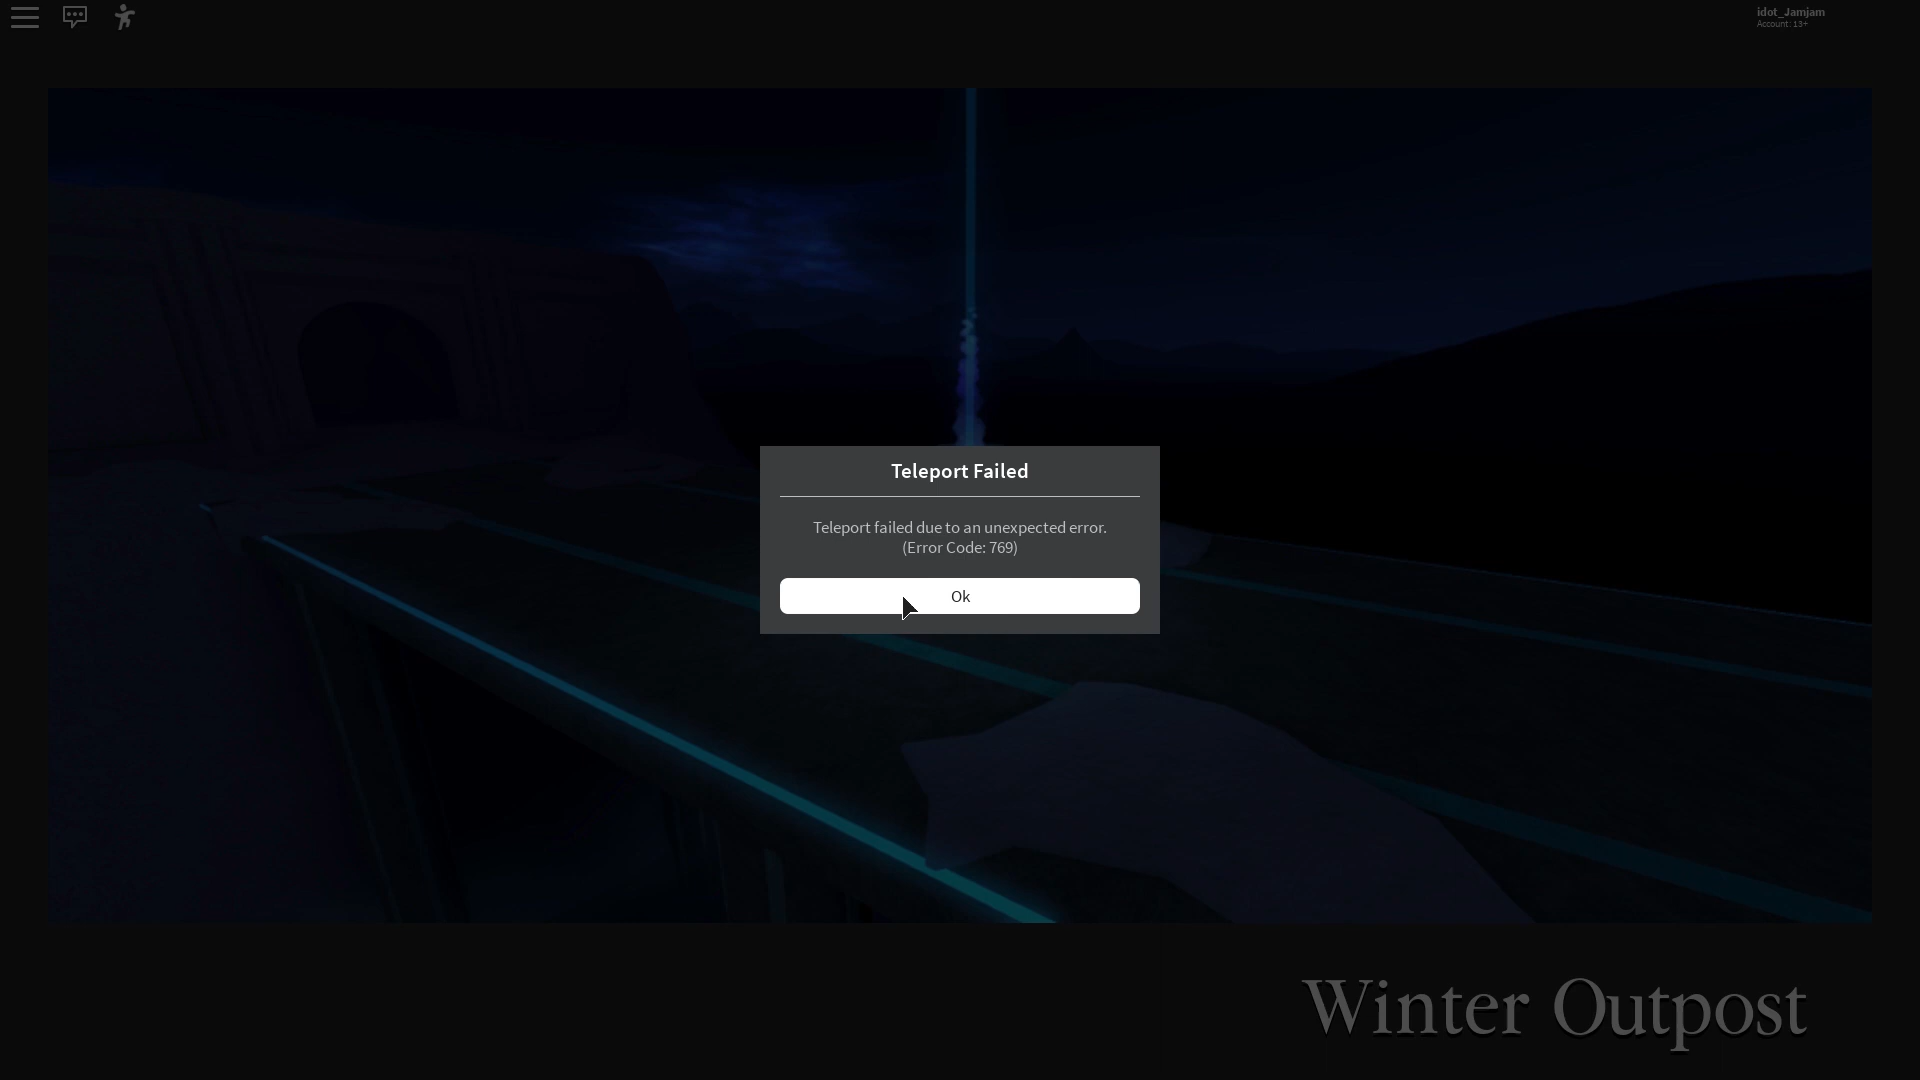 idot_Jamjam
Account: 13+
Teleport Failed
Teleport failed due to an unexpected error.
(Error Code: 769)
Ok
Winter Outpost